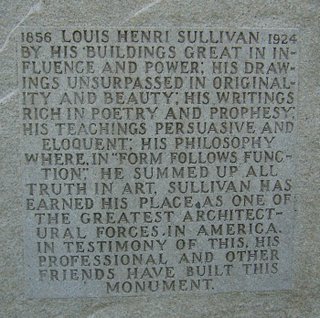 1856 LOUIS HENRI SULLIVAN 1924
BY HIS BUILDINGS GREAT IN IN-
FLUENCE AND POWER; HIS DRAW-
INGS UNSURPASSED IN ORIGINAL-
ITY AND BEAUTY; HIS WRITINGS
RICH IN POETRY AND PROPHESY;
HIS TEACHINGS PERSUASIVE AND
ELOQUENT; HIS PHILOSOPHY
WHERE, IN "FORM FOLLOWS FUNC-
TION", HE SUMMED UP ALL
TRUTH IN ART, SULLIVAN HAS
EARNED HIS PLACE AS ONE OF
THE GREATEST ARCHITECT-
URAL FORCES IN AMERICA.
IN TESTIMONY OF THIS, HIS
PROFESSIONAL AND OTHER
FRIENDS HAVE BUILT THIS
MONUMENT.